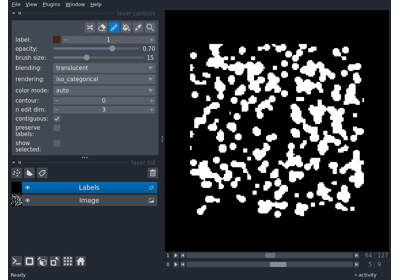 File View Plugins Window Help
layer controls
label: 1
opacity: 0.70
brush size: 15
blending: translucent
rendering: iso_categorical
color mode: auto
contour: 0
n edit dim: 3
contiguous:
preserve
labels:
show
selected:
layer list
Labels
Image
1 64 127
0 5 9
Ready
activity